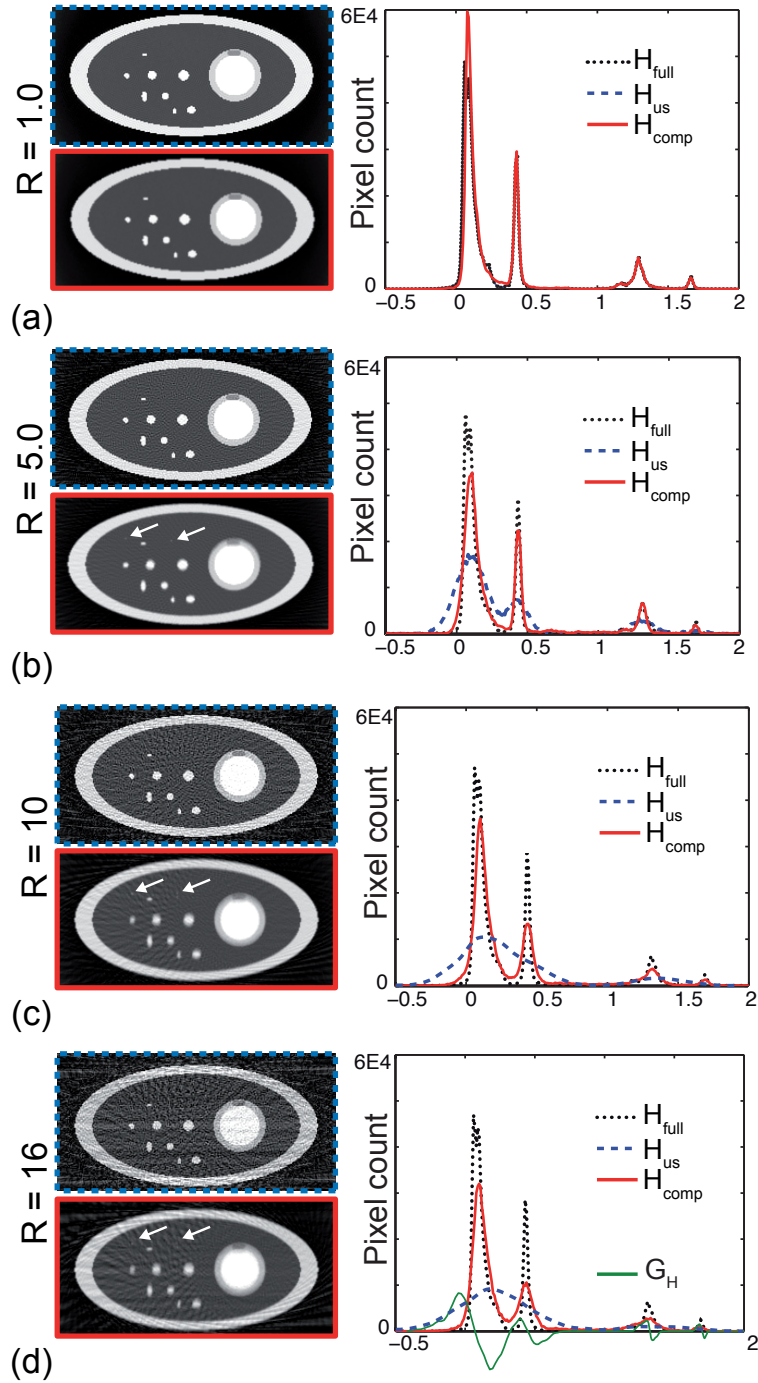 R = 1.0
6E4
Pixel count
H_full
H_us
H_comp
0
−0.5 0 0.5 1 1.5 2
(a)
R = 5.0
6E4
Pixel count
H_full
H_us
H_comp
0
−0.5 0 0.5 1 1.5 2
(b)
R = 10
6E4
Pixel count
H_full
H_us
H_comp
0
−0.5 0 0.5 1 1.5 2
(c)
R = 16
6E4
Pixel count
H_full
H_us
H_comp
G_H
0
−0.5 2
(d)